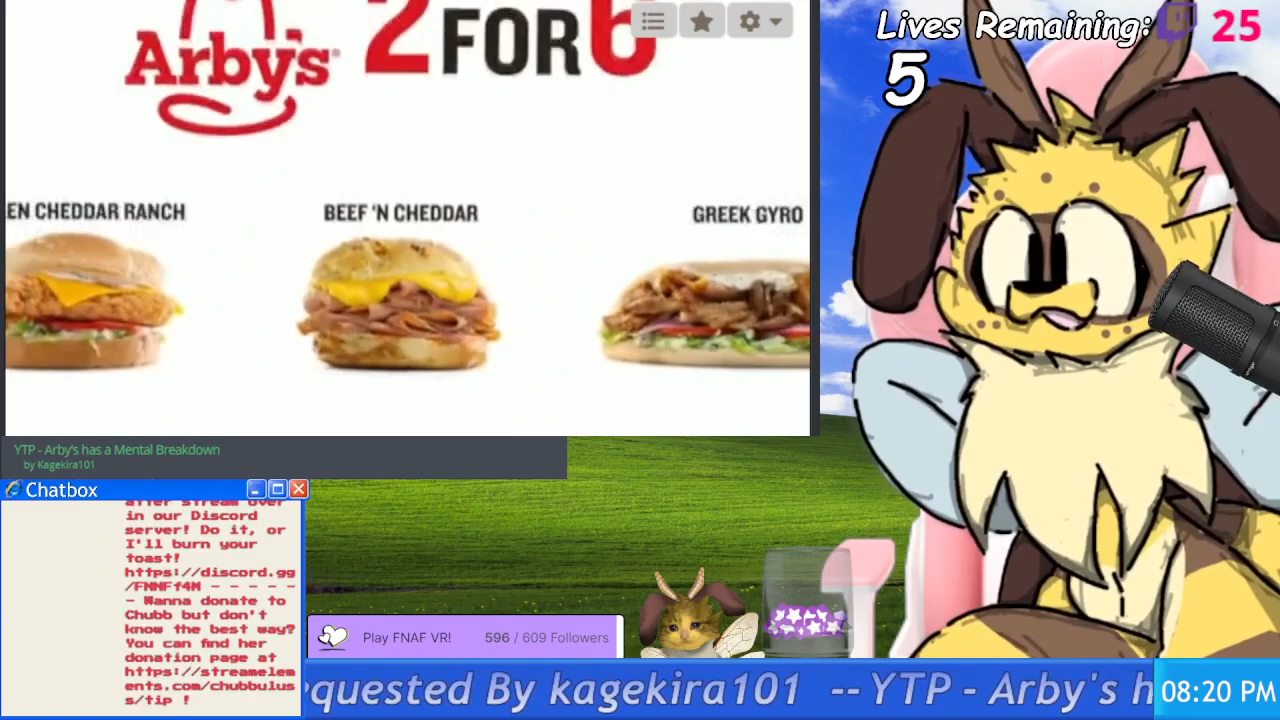 Arby's 2 FOR 6
EN CHEDDAR RANCH
BEEF 'N CHEDDAR
GREEK GYRO
Lives Remaining: 25
5
YTP - Arby's has a Mental Breakdown
by Kagekira101
Chatbox
after stream over
in our Discord
server! Do it, or
I'll burn your
toast!
https://discord.gg
/FNMFf4M - - - - -
- Wanna donate to
Chubb but don't
know the best way?
You can find her
donation page at
https://streamelem
ents.com/chubbulus
s/tip !
Play FNAF VR! 596 / 609 Followers
equested By kagekira101 -- YTP - Arby's h
08:20 PM